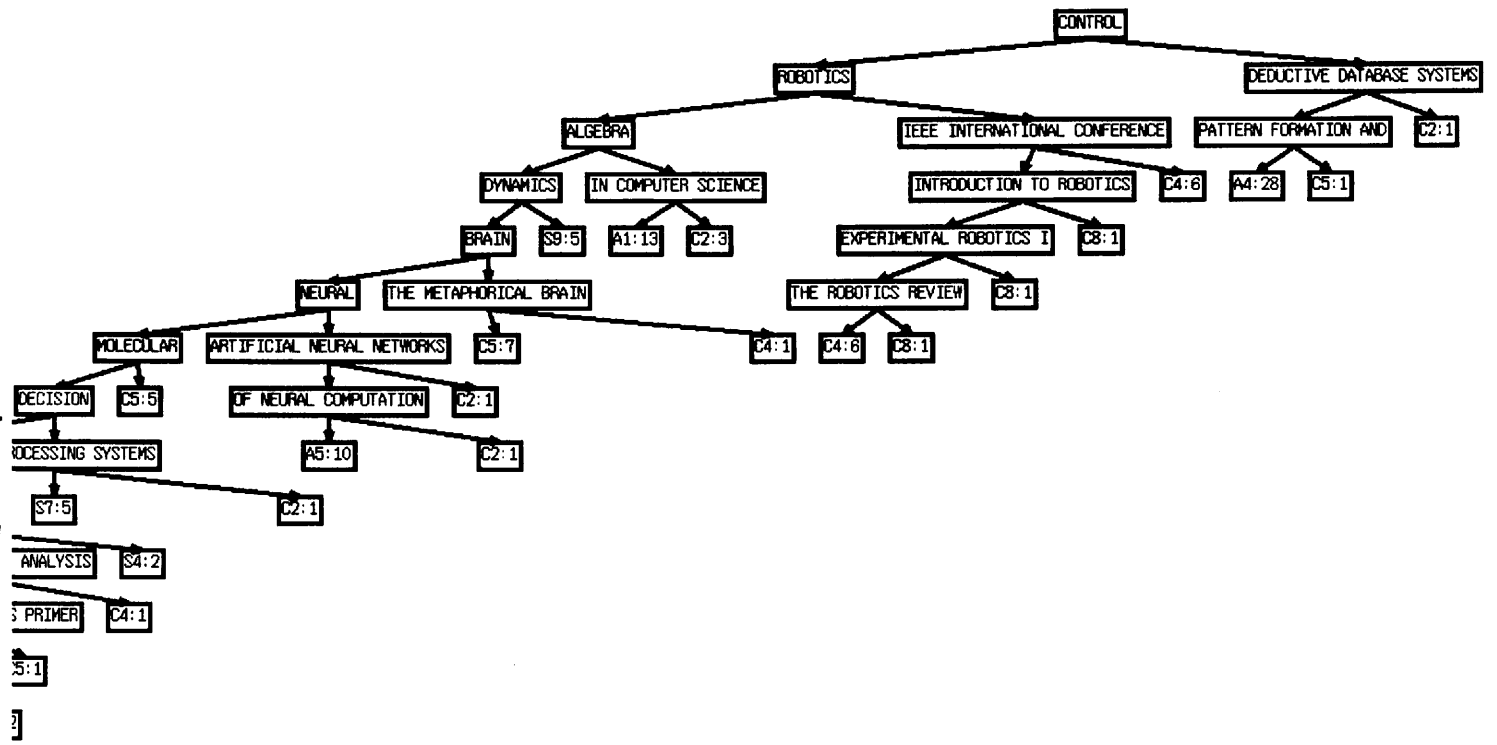 CONTROL
ROBOTICS DEDUCTIVE DATABASE SYSTEMS
ALGEBRA IEEE INTERNATIONAL CONFERENCE PATTERN FORMATION AND C2:1
DYNAMICS IN COMPUTER SCIENCE INTRODUCTION TO ROBOTICS C4:6 A4:28 C5:1
BRAIN S9:5 A1:13 C2:3 EXPERIMENTAL ROBOTICS I C8:1
NEURAL THE METAPHORICAL BRAIN THE ROBOTICS REVIEW C8:1
MOLECULAR ARTIFICIAL NEURAL NETWORKS C5:7 C4:1 C4:6 C8:1
DECISION C5:5 OF NEURAL COMPUTATION C2:1
OCESSING SYSTEMS A5:10 C2:1
S7:5 C2:1
ANALYSIS S4:2
S PRIMER C4:1
5:1